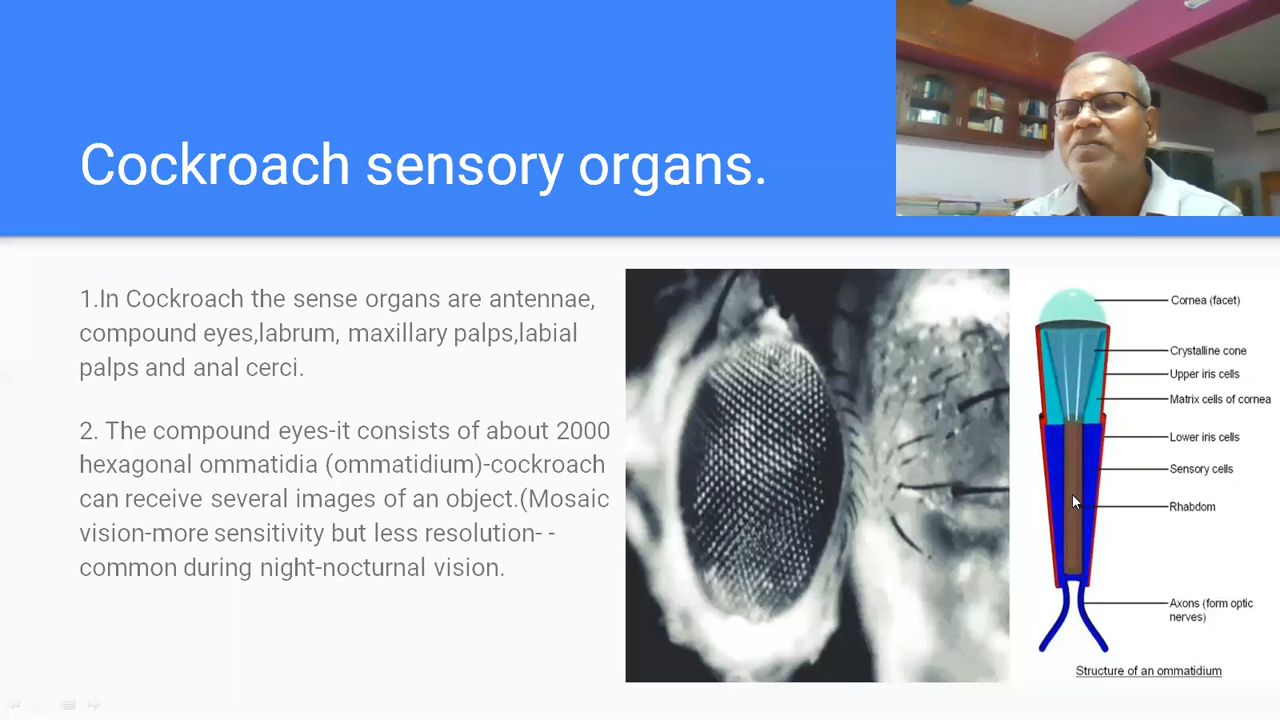 Cockroach sensory organs.
1.In Cockroach the sense organs are antennae,
compound eyes,labrum, maxillary palps,labial
palps and anal cerci.
2. The compound eyes-it consists of about 2000
hexagonal ommatidia (ommatidium)-cockroach
can receive several images of an object.(Mosaic
vision-more sensitivity but less resolution- -
common during night-nocturnal vision.
Cornea (facet)
Crystalline cone
Upper iris cells
Matrix cells of cornea
Lower iris cells
Sensory cells
Rhabdom
Axons (form optic
nerves)
Structure of an ommatidium